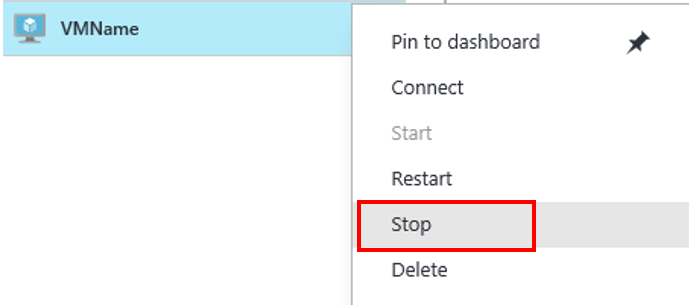 VMName
Pin to dashboard
Connect
Start
Restart
Stop
Delete